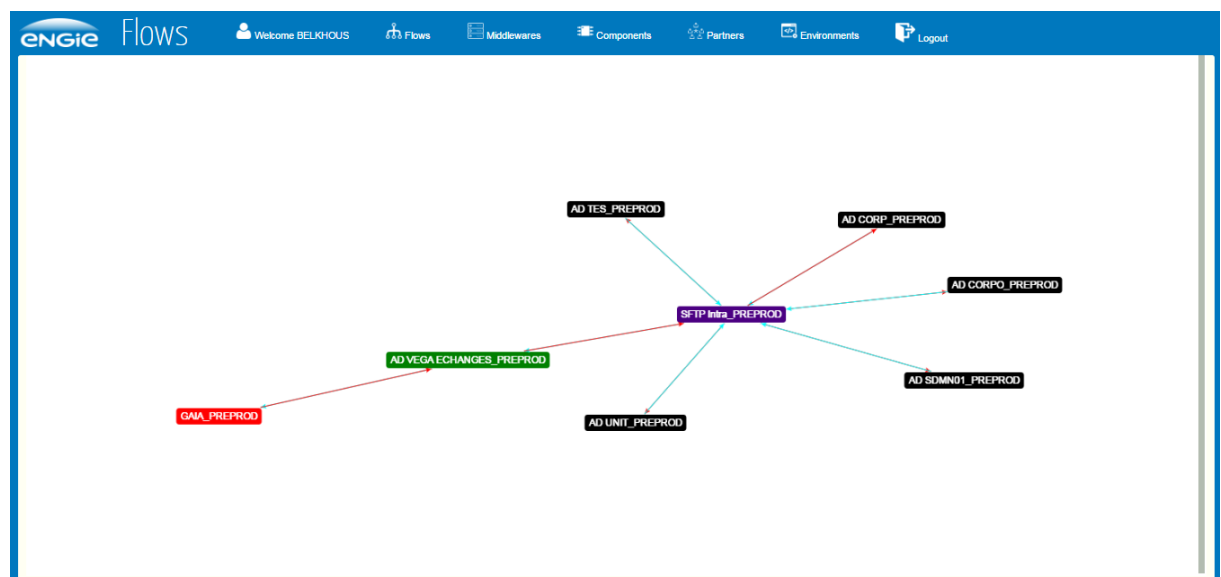 ENGiE Flows Welcome BELKHOUS Flows Middlewares Components Partners Environments Logout
AD TES_PREPROD
AD CORP_PREPROD
AD CORPO_PREPROD
SFTP Intra_PREPROD
AD VEGA ECHANGES_PREPROD
AD SDMN01_PREPROD
GAIA_PREPROD
AD UNIT_PREPROD